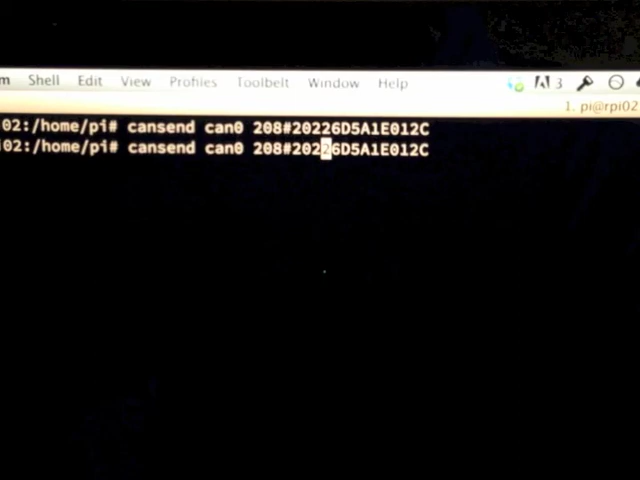 m Shell Edit View Profiles Toolbelt Window Help 3
1. pi@rpi02
02:/home/pi# cansend can0 208#20226D5A1E012C
02:/home/pi# cansend can0 208#20226D5A1E012C